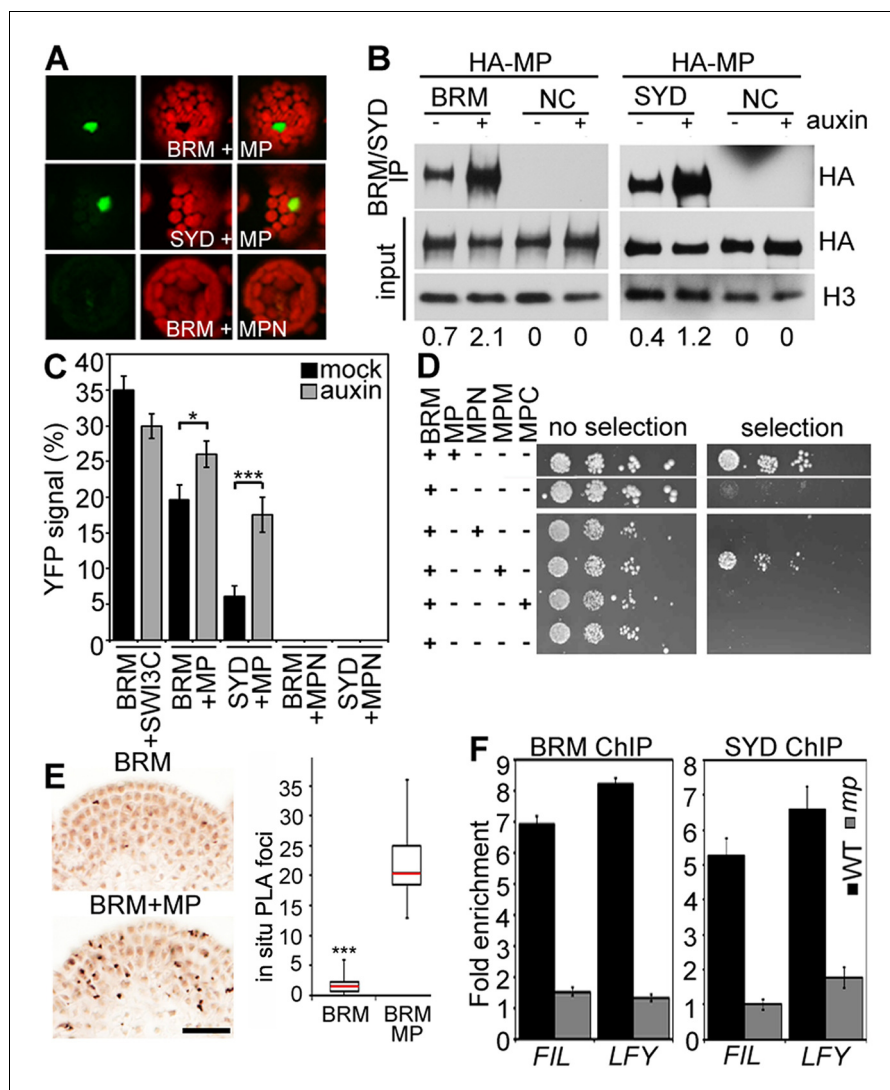 A
BRM + MP
SYD + MP
BRM + MPN
B
HA-MP
HA-MP
BRM NC SYD NC
- + - + - + - + auxin
BRM/SYD
IP
HA
input
HA
H3
0.7 2.1 0 0 0.4 1.2 0 0
C
YFP signal (%)
40
35
30
25
20
15
10
5
0
mock
auxin
*
***
BRM
+SWI3C
BRM
+MP
SYD
+MP
BRM
+MPN
SYD
+MPN
D
BRM
MP
MPN
MPM
MPC
no selection selection
+ + - - -
+ - - - -
+ - + - -
+ - - + -
+ - - - +
+ - - - -
E
BRM
BRM+MP
in situ PLA foci
35
30
25
20
15
10
5
0
***
BRM
BRM
MP
F
BRM ChIP
SYD ChIP
Fold enrichment
9
8
7
6
5
4
3
2
1
0
FIL LFY
8
7
6
5
4
3
2
1
0
FIL LFY
WT mp